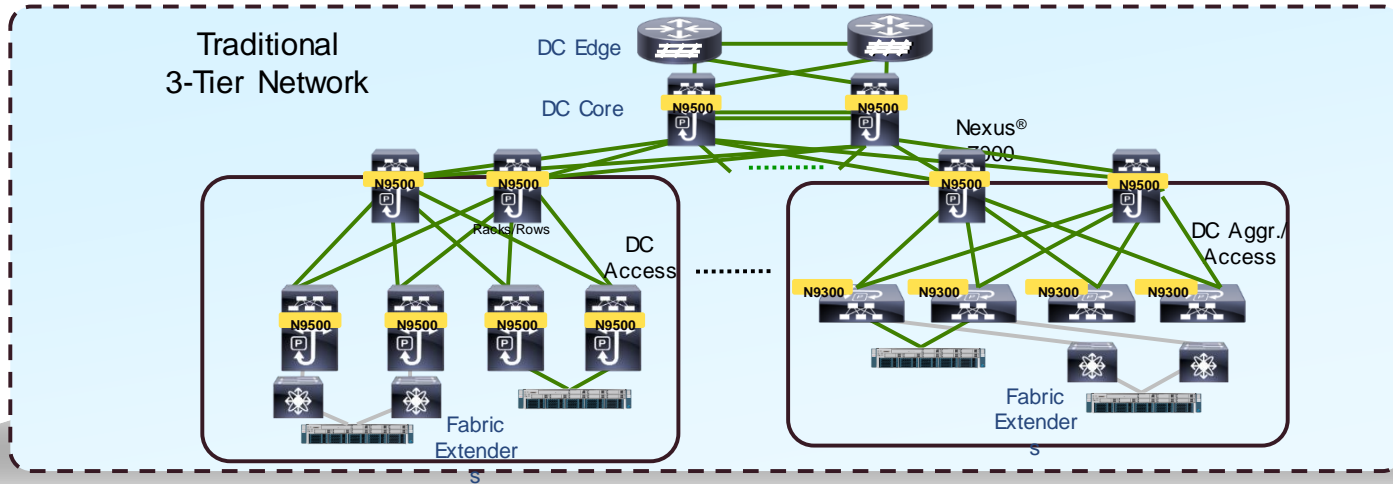 Traditional
3-Tier Network
DC Edge
DC Core
N9500
N9500
Nexus®
N9500
N9500
N9500
N9500
Racks/Rows
DC
Access
DC Aggr./
Access
N9300
N9300
N9300
N9300
N9500
N9500
N9500
N9500
Fabric
Extender
s
Fabric
Extender
s